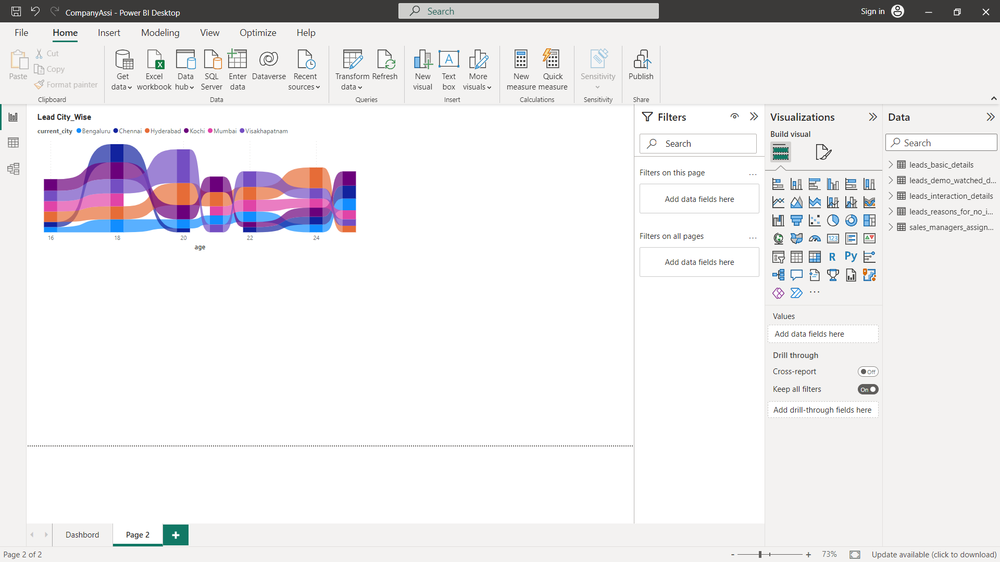 CompanyAssi - Power BI Desktop
Search
Sign in
File
Home
Insert
Modeling
View
Optimize
Help
Paste
Cut
Copy
Format painter
Clipboard
Get data
Excel workbook
Data hub
SQL Server
Enter data
Dataverse
Recent sources
Data
Transform data
Refresh
Queries
New visual
Text box
More visuals
Insert
New measure
Quick measure
Calculations
Sensitivity
Sensitivity
Publish
Share
Lead City_Wise
current_city Bengaluru Chennai Hyderabad Kochi Mumbai Visakhapatnam
16 18 20 22 24
age
Filters
Search
Filters on this page ...
Add data fields here
Filters on all pages ...
Add data fields here
Visualizations
Build visual
123
R
Py
...
Values
Add data fields here
Drill through
Cross-report Off
Keep all filters On
Add drill-through fields here
Data
Search
leads_basic_details
leads_demo_watched_d...
leads_interaction_details
leads_reasons_for_no_i...
sales_managers_assign...
Dashbord
Page 2
+
Page 2 of 2
- + 73%
Update available (click to download)